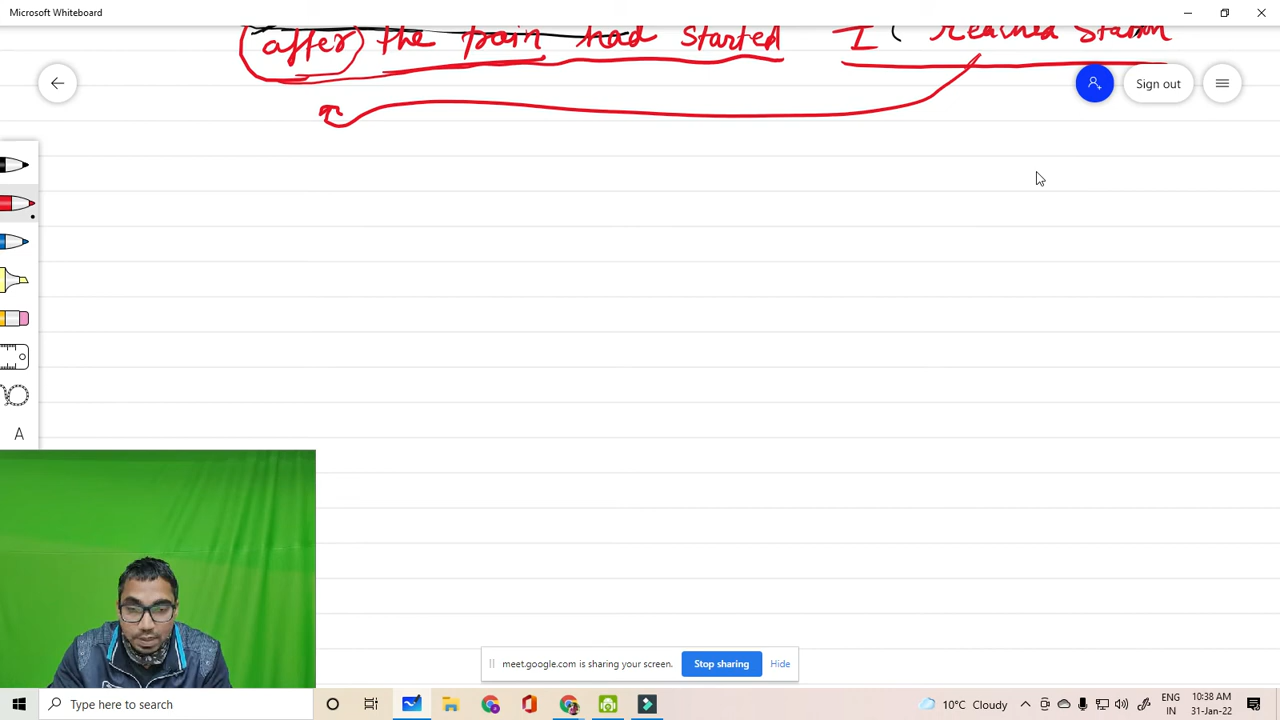 Microsoft Whiteboard
after the train had started I reached Station
Sign out
A
meet.google.com is sharing your screen.
Stop sharing
Hide
Type here to search
10°C Cloudy
ENG
IN
10:38 AM
31-Jan-22